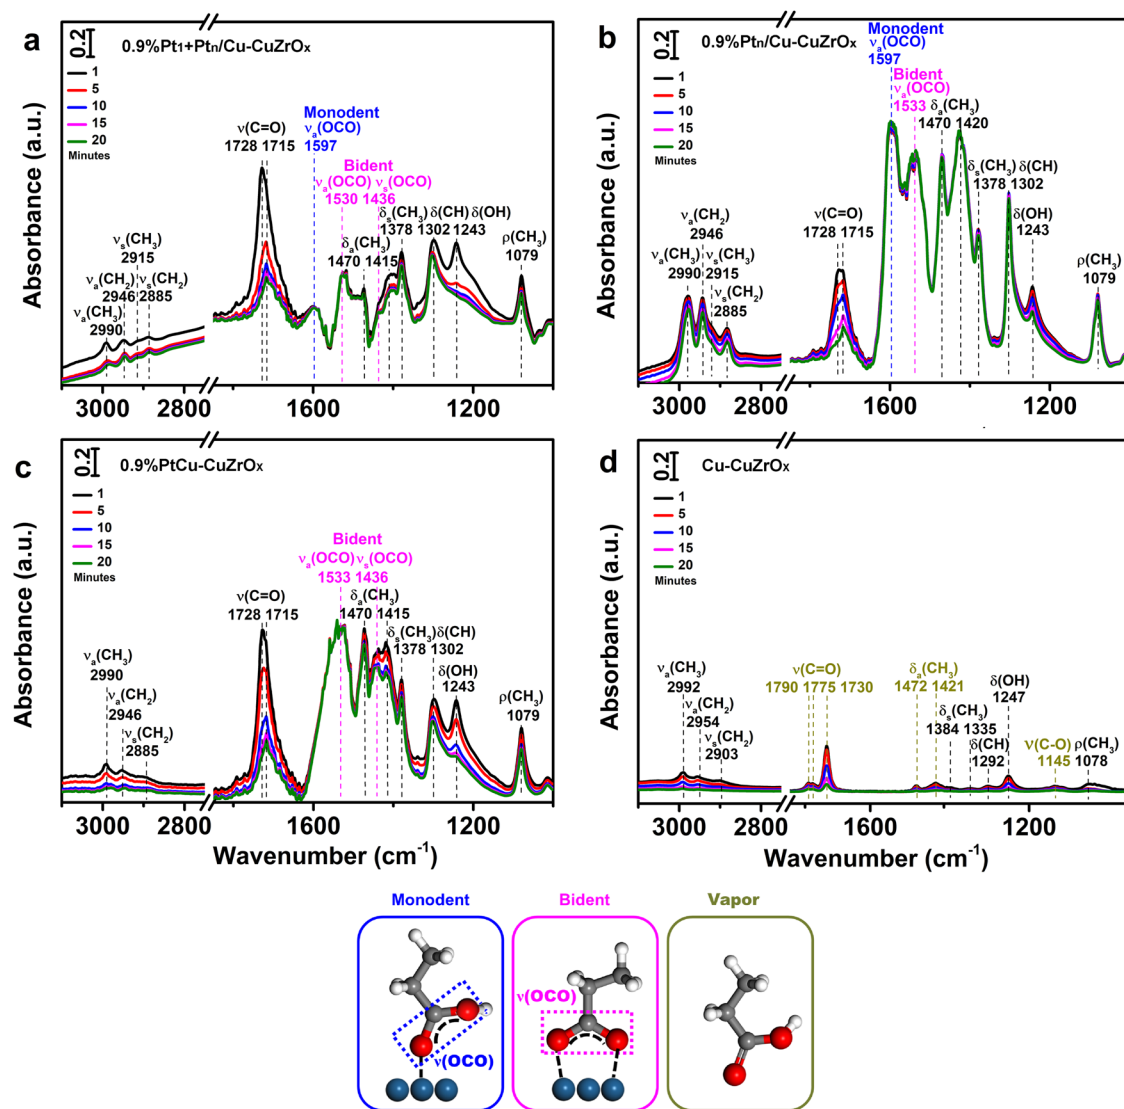 a
0.2
0.9%Pt1+Ptn/Cu-CuZrOx
1
5
10
15
20
Minutes
νs(CH3)
2915
νa(CH2) νs(CH2)
2946 2885
νa(CH3)
2990
ν(C=O)
1728 1715
Monodent
νa(OCO)
1597
Bident
νa(OCO) νs(OCO)
1530 1436
δa(CH3)
1470 1415
δs(CH3) δ(CH) δ(OH)
1378 1302 1243
ρ(CH3)
1079
Absorbance (a.u.)
3000 2800 1600 1200
b
0.2
0.9%Ptn/Cu-CuZrOx
1
5
10
15
20
Minutes
Monodent
νa(OCO)
1597
Bident
νa(OCO)
1533
δa(CH3)
1470 1420
δs(CH3) δ(CH)
1378 1302
δ(OH)
1243
ρ(CH3)
1079
νa(CH2)
2946
νa(CH3) νs(CH3)
2990 2915
νs(CH2)
2885
ν(C=O)
1728 1715
Absorbance (a.u.)
3000 2800 1600 1200
c
0.2
0.9%PtCu-CuZrOx
1
5
10
15
20
Minutes
νa(CH3)
2990
νa(CH2)
2946
νs(CH2)
2885
ν(C=O)
1728 1715
Bident
νa(OCO) νs(OCO)
1533 1436
δa(CH3)
1470 1415
δs(CH3) δ(CH)
1378 1302
δ(OH)
1243
ρ(CH3)
1079
Absorbance (a.u.)
3000 2800 1600 1200
Wavenumber (cm-1)
d
0.2
Cu-CuZrOx
1
5
10
15
20
Minutes
νa(CH3)
2992
νa(CH2)
2954
νs(CH2)
2903
ν(C=O)
1790 1775 1730
δa(CH3)
1472 1421
δs(CH3)
1384 1335
δ(OH)
1247
δ(CH)
1292
ν(C-O)
1145
ρ(CH3)
1078
Absorbance (a.u.)
3000 2800 1600 1200
Wavenumber (cm-1)
Monodent
ν(OCO)
Bident
ν(OCO)
Vapor